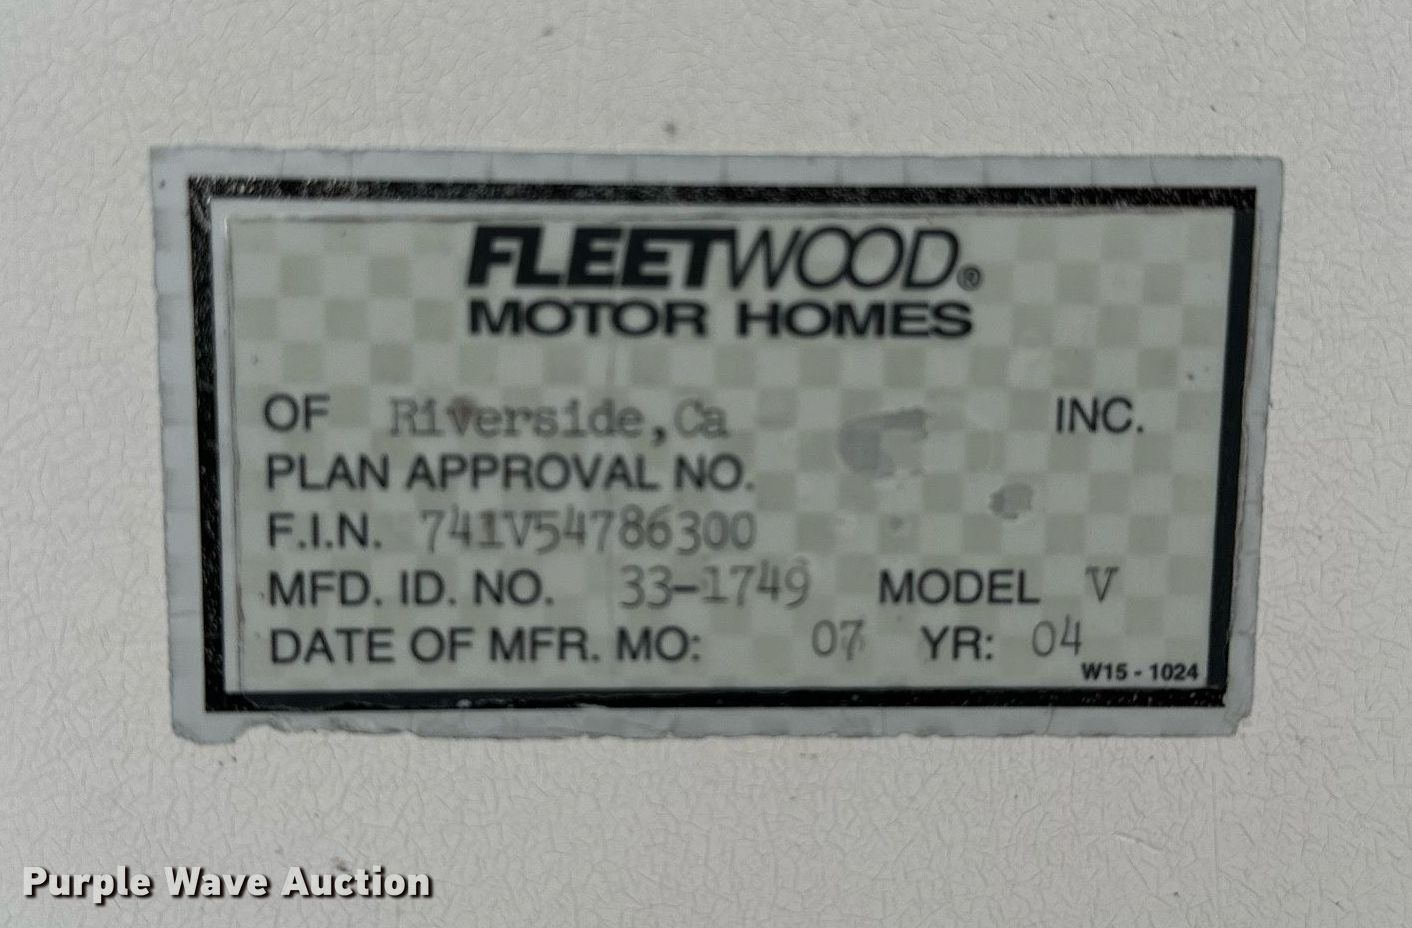 FLEETWOOD®
MOTOR HOMES
OF Riverside,Ca INC.
PLAN APPROVAL NO.
F.I.N. 741V54786300
MFD. ID. NO. 33-1749 MODEL V
DATE OF MFR. MO: 07 YR: 04
W15 - 1024
Purple Wave Auction